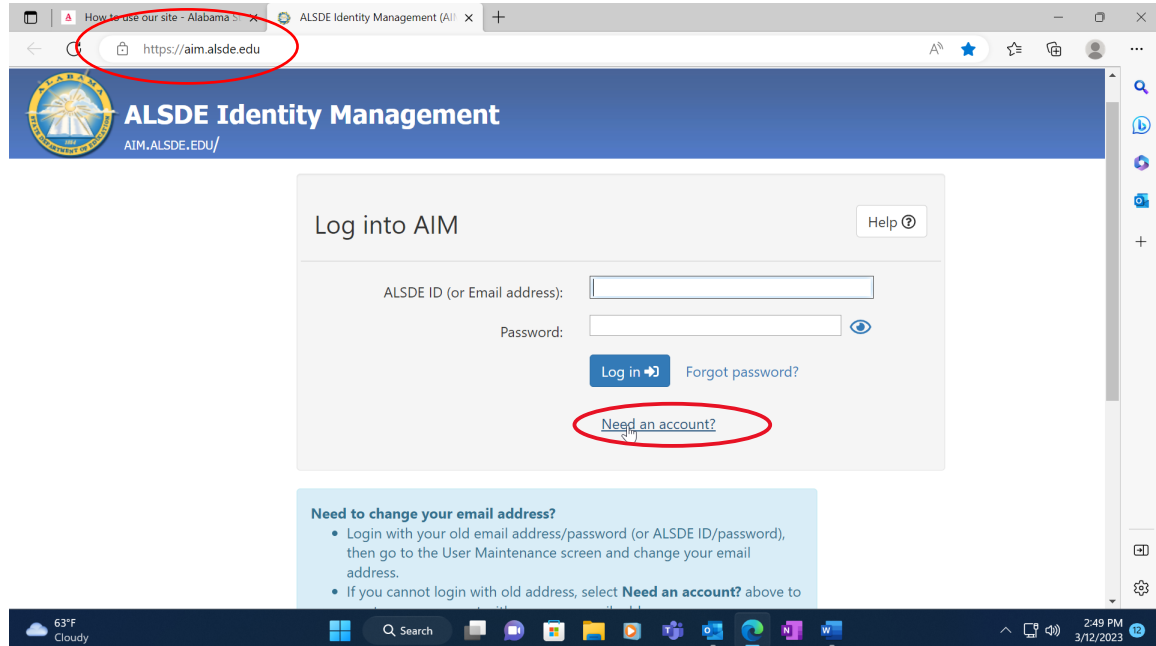 How to use our site - Alabama S
ALSDE Identity Management (AI
https://aim.alsde.edu
ALSDE Identity Management
AIM.ALSDE.EDU/
Log into AIM
Help
ALSDE ID (or Email address):
Password:
Log in
Forgot password?
Need an account?
Need to change your email address?
• Login with your old email address/password (or ALSDE ID/password),
then go to the User Maintenance screen and change your email
address.
• If you cannot login with old address, select Need an account? above to
63°F
Cloudy
Search
2:49 PM
3/12/2023
12